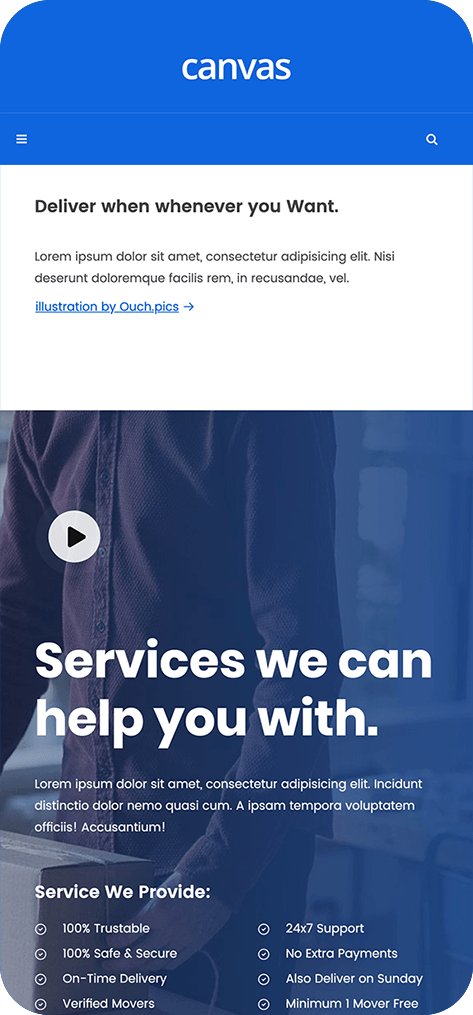 canvas
Deliver when whenever you Want.
Lorem ipsum dolor sit amet, consectetur adipisicing elit. Nisi
deserunt doloremque facilis rem, in recusandae, vel.
illustration by Ouch.pics →
Services we can
help you with.
Lorem ipsum dolor sit amet, consectetur adipisicing elit. Incidunt
distinctio dolor nemo quasi cum. A ipsam tempora voluptatem
officiis! Accusantium!
Service We Provide:
100% Trustable
24x7 Support
100% Safe & Secure
No Extra Payments
On-Time Delivery
Also Deliver on Sunday
Verified Movers
Minimum 1 Mover Free